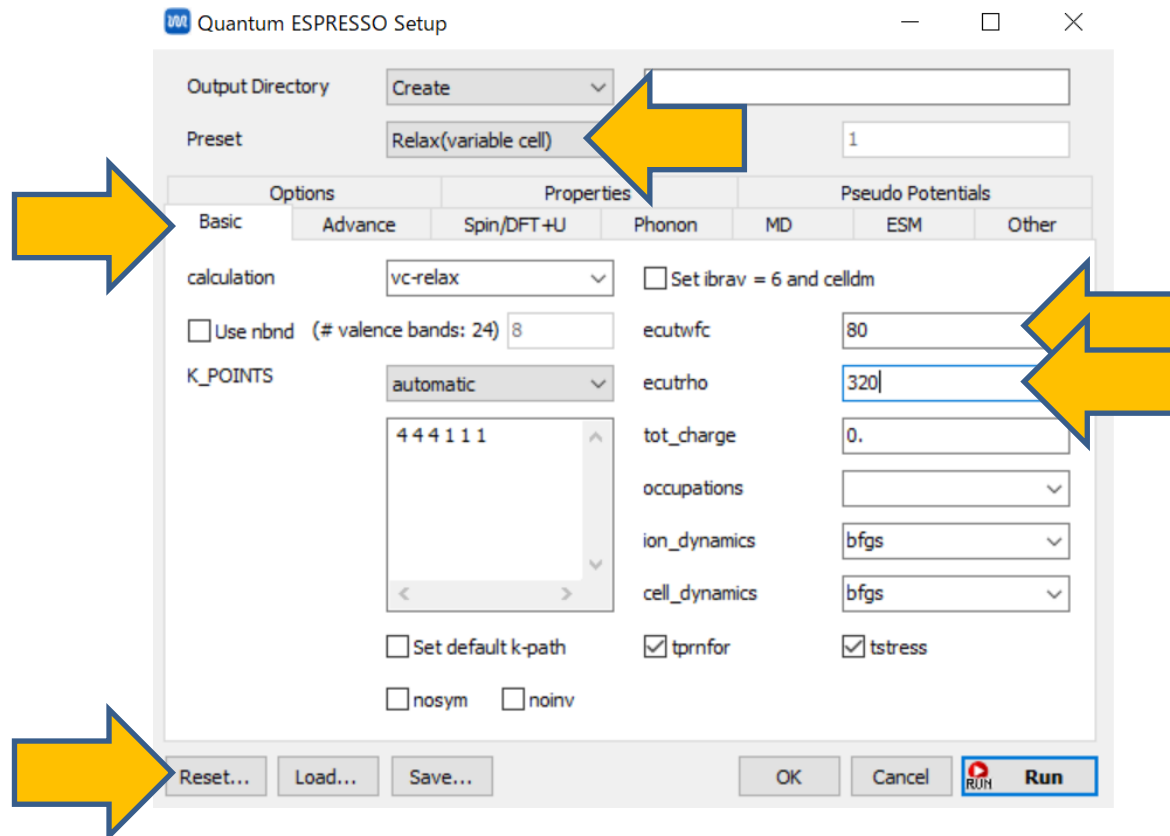 Quantum ESPRESSO Setup
Output Directory Create
Preset Relax(variable cell) 1
Options Properties Pseudo Potentials
Basic Advance Spin/DFT+U Phonon MD ESM Other
calculation vc-relax Set ibrav = 6 and celldm
Use nbnd (# valence bands: 24) 8 ecutwfc 80
K_POINTS automatic ecutrho 320
4 4 4 1 1 1 tot_charge 0.
occupations
ion_dynamics bfgs
cell_dynamics bfgs
Set default k-path tprnfor tstress
nosym noinv
Reset... Load... Save... OK Cancel RUN Run